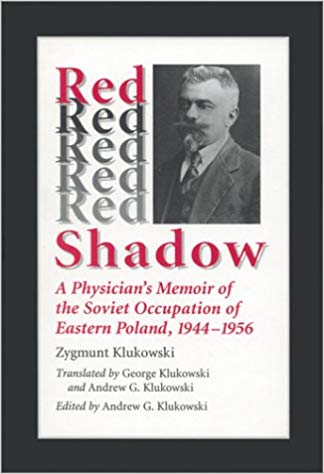 Red
Red
Red
Red
Red
Shadow
A Physician's Memoir of
the Soviet Occupation of
Eastern Poland, 1944–1956
Zygmunt Klukowski
Translated by George Klukowski
and Andrew G. Klukowski
Edited by Andrew G. Klukowski